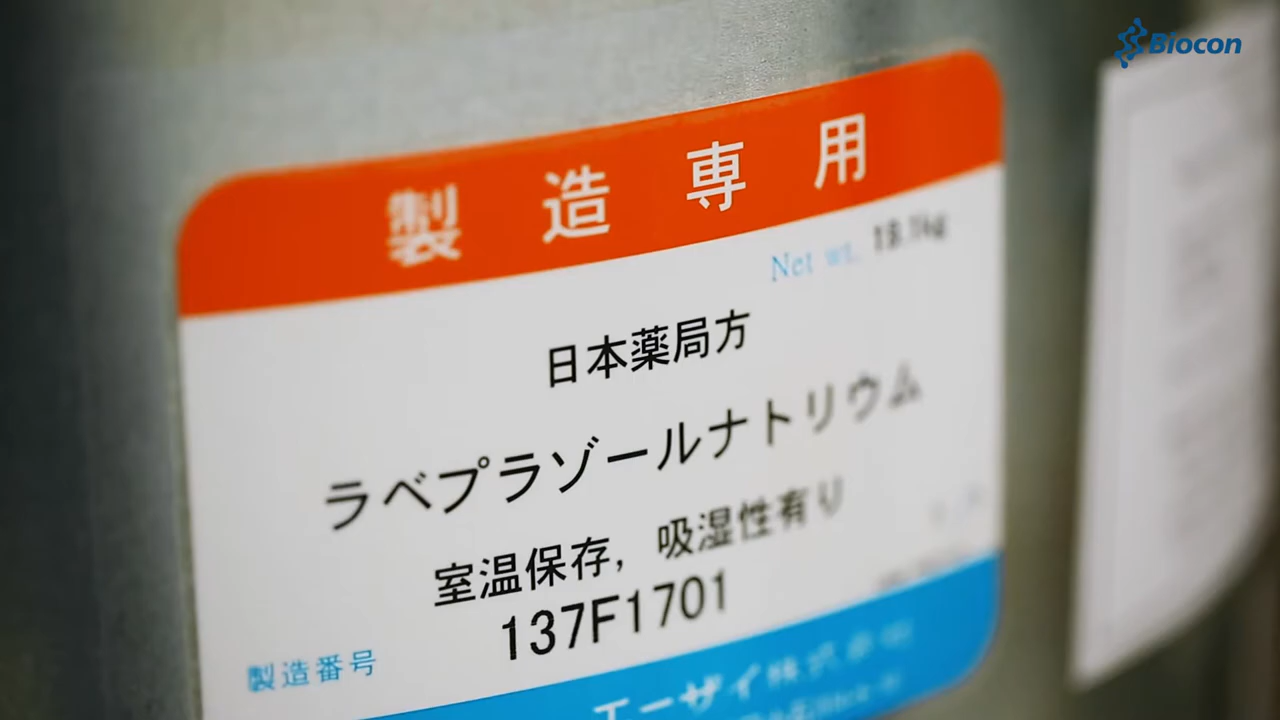 Biocon
製造専用
Net wt.
日本薬局方
ラベプラゾールナトリウム
室温保存, 吸湿性有り
137F1701
製造番号
エーザイ株式会社